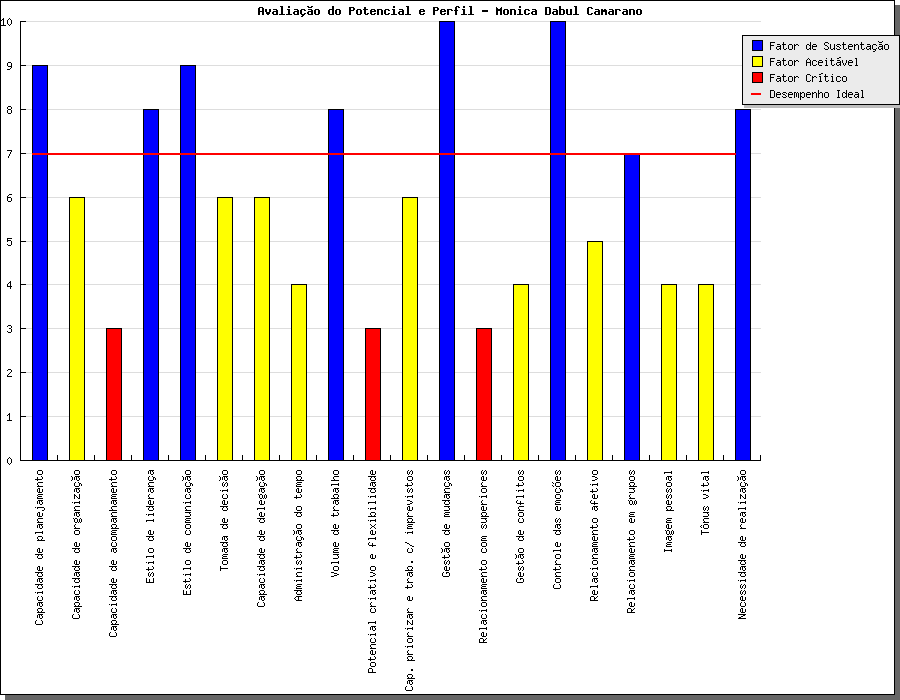 Avaliação do Potencial e Perfil - Monica Dabul Camarano
Fator de Sustentação
Fator Aceitável
Fator Crítico
Desempenho Ideal
10
9
8
7
6
5
4
3
2
1
0
Capacidade de planejamento
Capacidade de organização
Capacidade de acompanhamento
Estilo de liderança
Estilo de comunicação
Tomada de decisão
Capacidade de delegação
Administração do tempo
Volume de trabalho
Potencial criativo e flexibilidade
Cap. priorizar e trab. c/ imprevistos
Gestão de mudanças
Relacionamento com superiores
Gestão de conflitos
Controle das emoções
Relacionamento afetivo
Relacionamento em grupos
Imagem pessoal
Tônus vital
Necessidade de realização